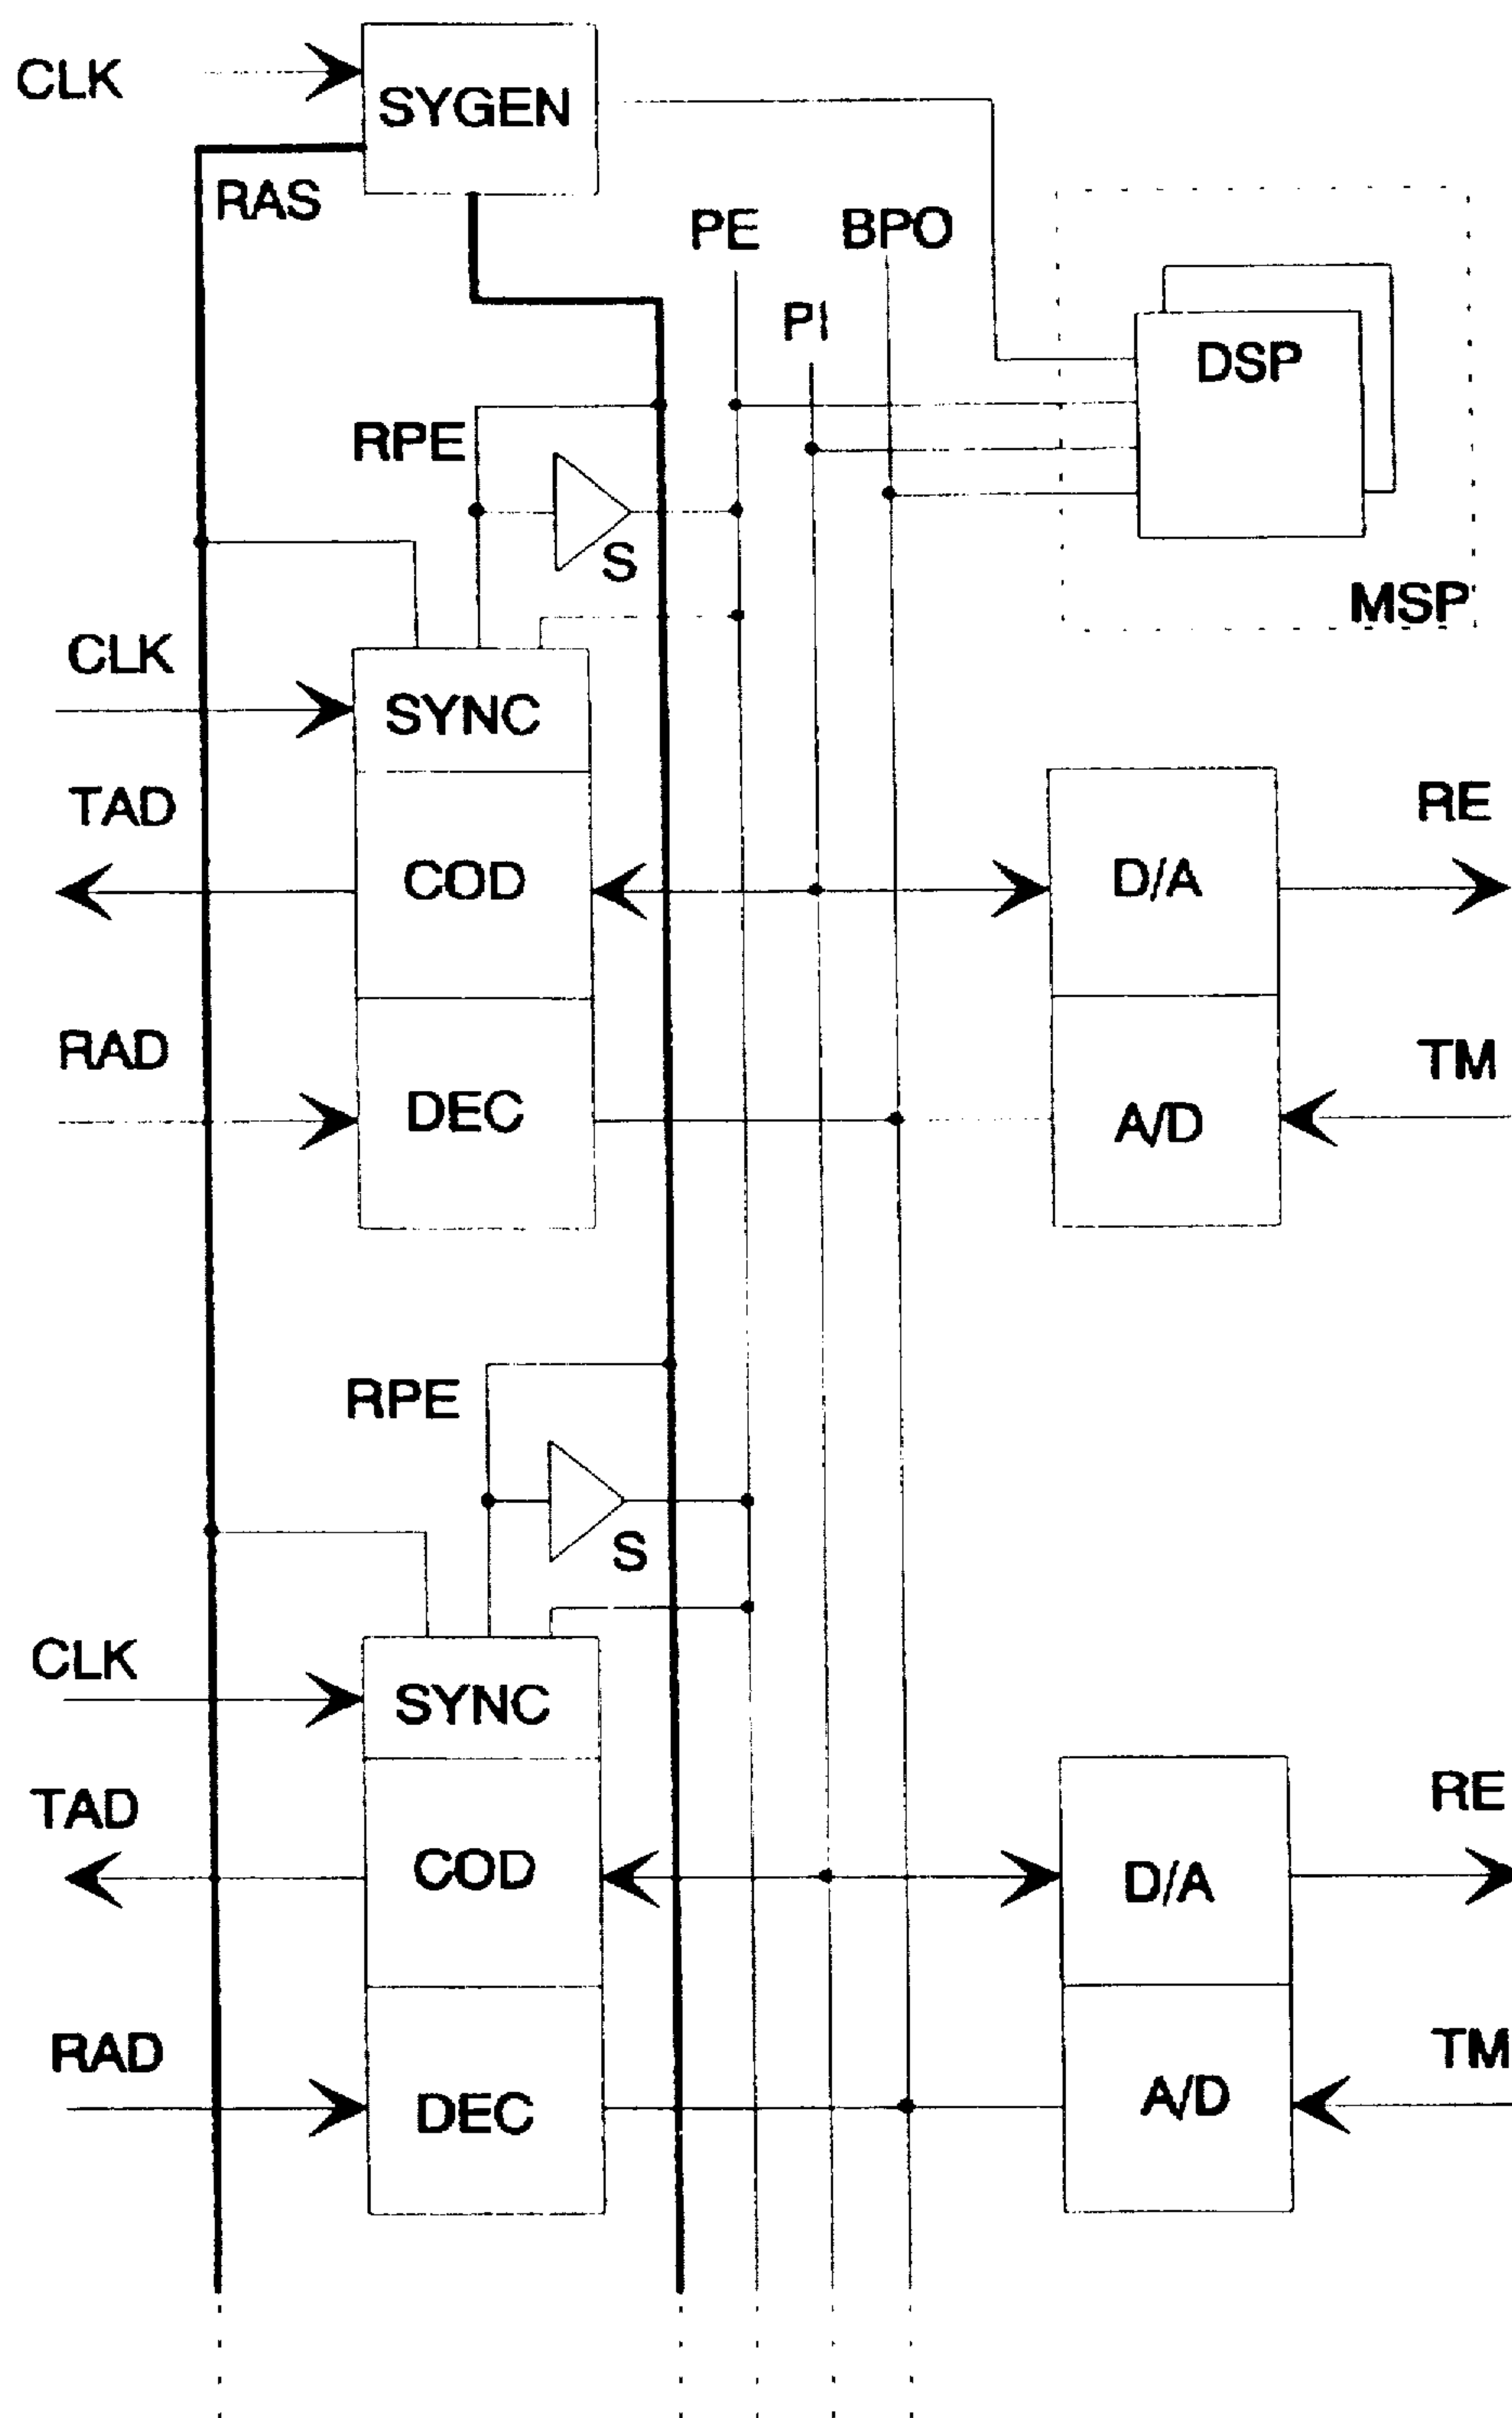 CLK
SYGEN
RAS
PE
BPO
PI
DSP
RPE
S
MSP
CLK
SYNC
TAD
COD
D/A
RE
RAD
DEC
A/D
TM
RPE
S
CLK
SYNC
TAD
COD
D/A
RE
RAD
DEC
A/D
TM